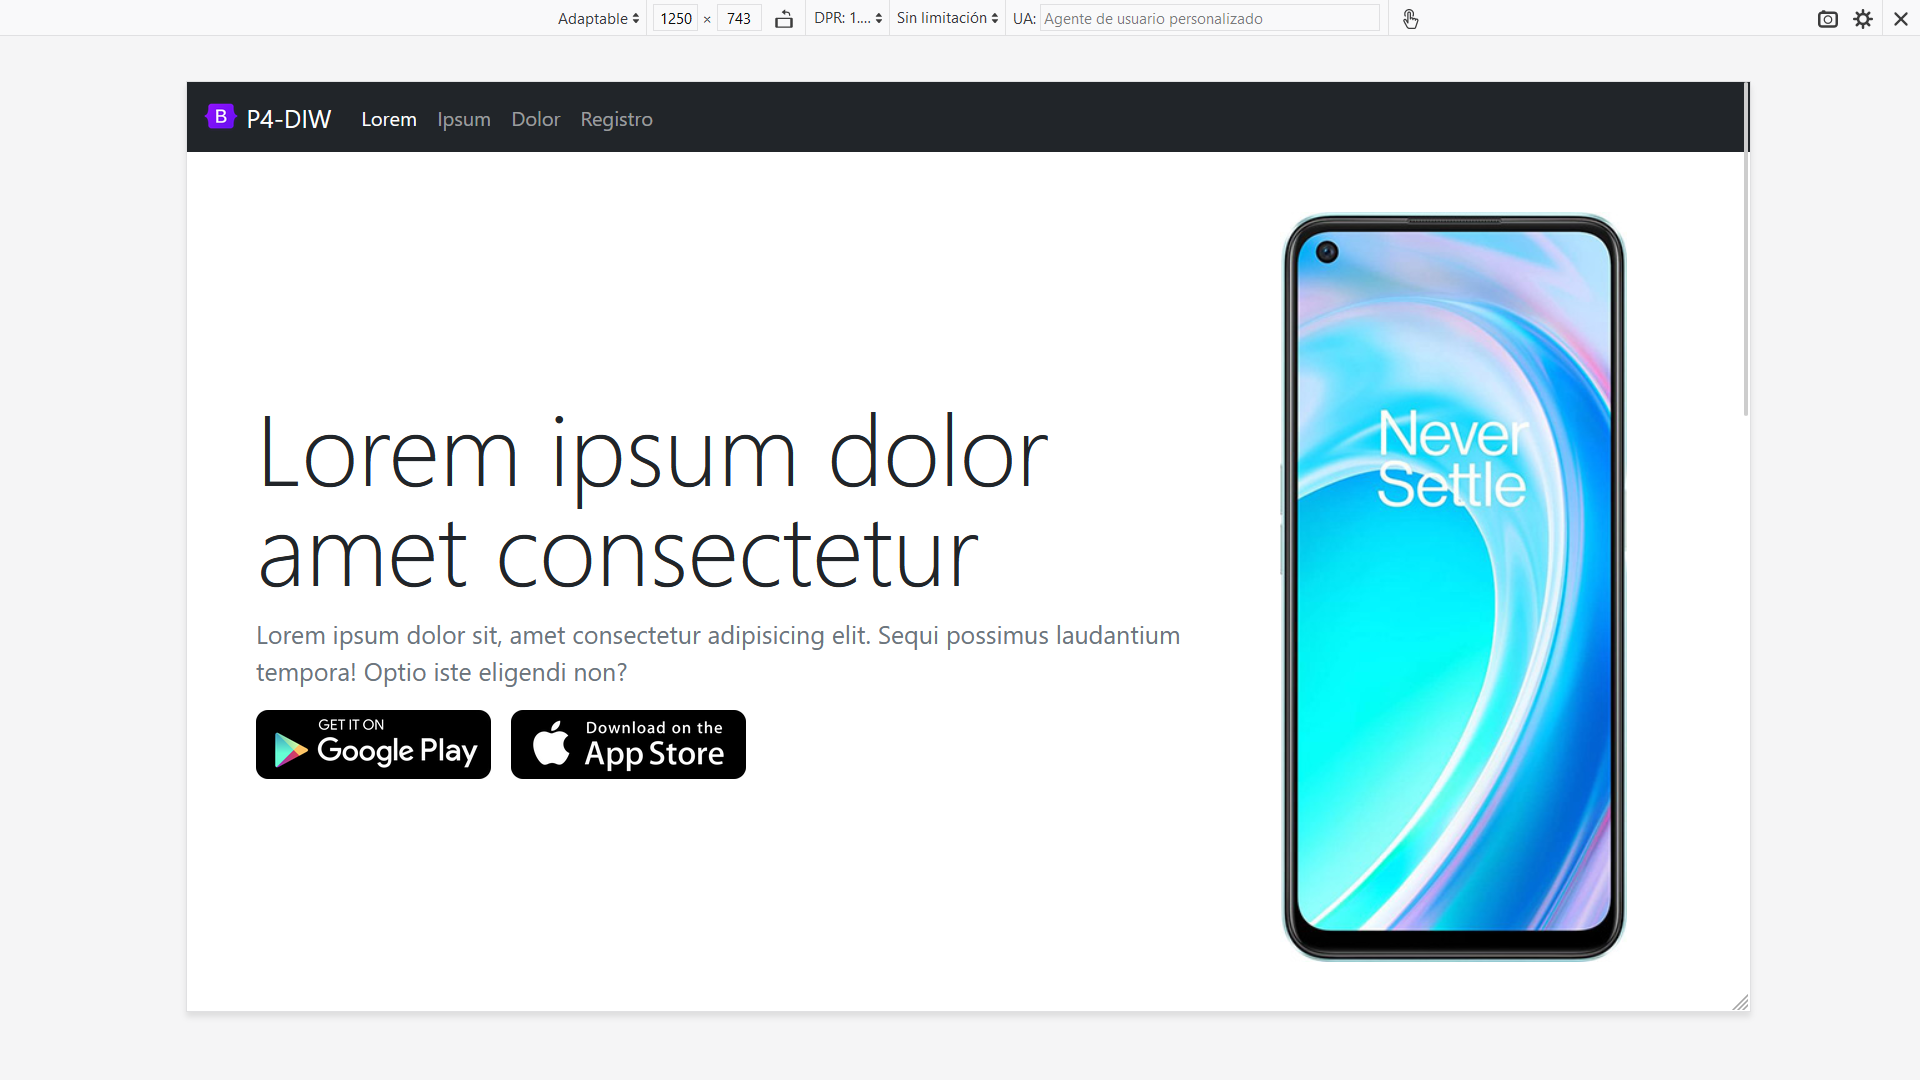 Adaptable 1250 × 743 DPR: 1.... Sin limitación UA: Agente de usuario personalizado
B P4-DIW Lorem Ipsum Dolor Registro
Never
Settle
Lorem ipsum dolor
amet consectetur
Lorem ipsum dolor sit, amet consectetur adipisicing elit. Sequi possimus laudantium
tempora! Optio iste eligendi non?
GET IT ON
Google Play
Download on the
App Store